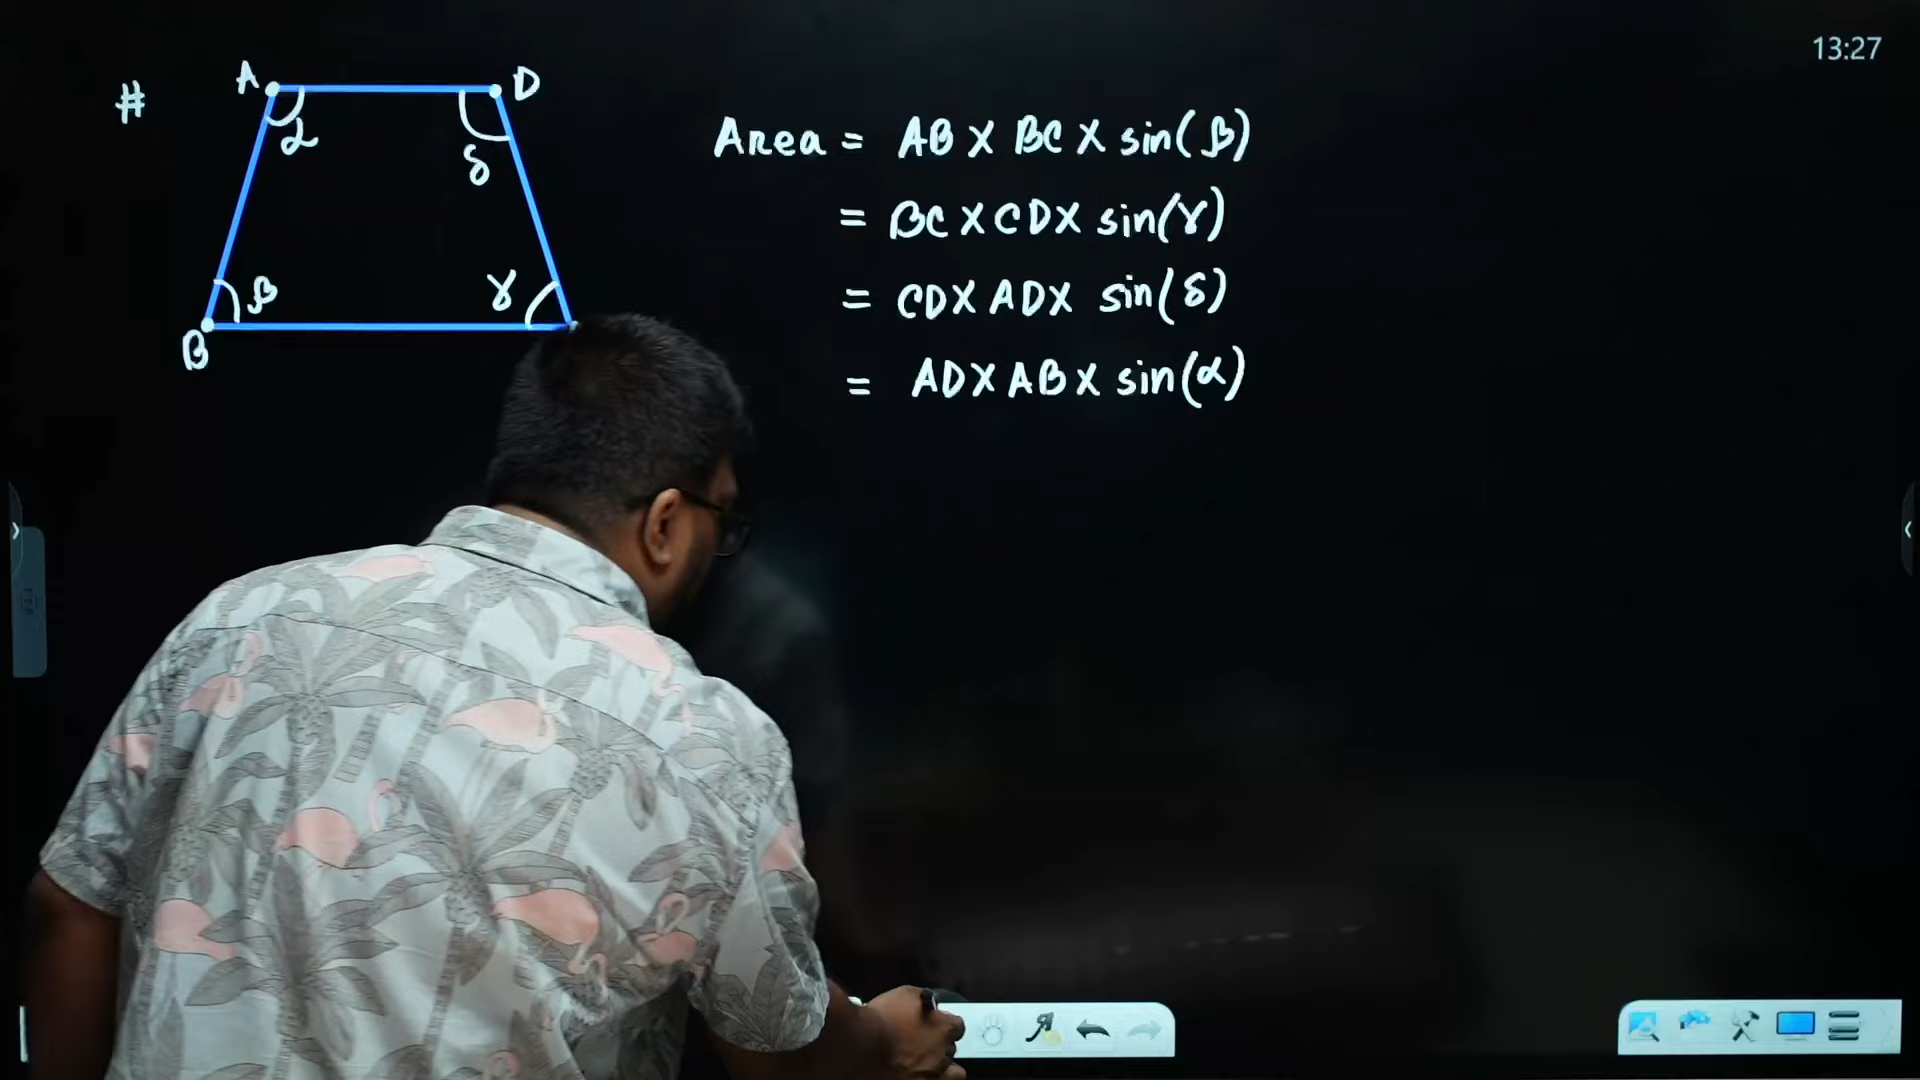 13:27
#
A
D
α
δ
β
γ
B
Area = AB X BC X sin(β)
= BC X CD X sin(γ)
= CD X AD X sin(δ)
= AD X AB X sin(α)